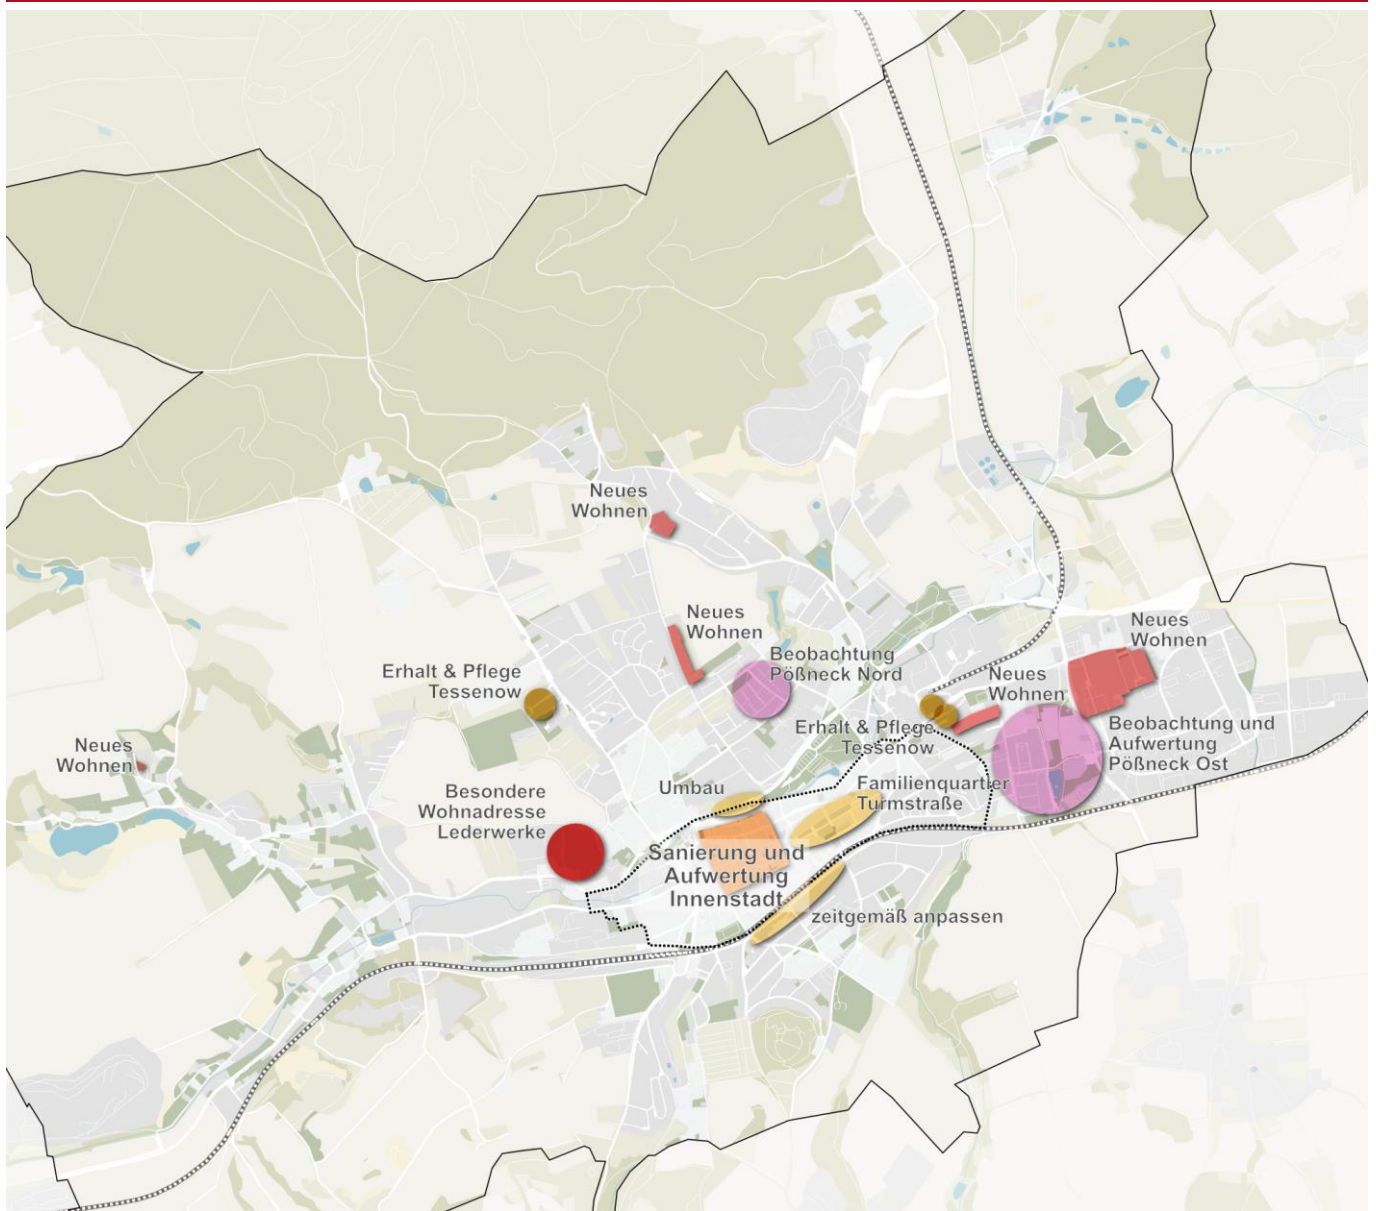 Neues
Wohnen
Neues
Wohnen
Neues
Wohnen
Erhalt & Pflege
Tessenow
Beobachtung
Pößneck Nord
Neues
Wohnen
Erhalt & Pflege
Tessenow
Beobachtung und
Aufwertung
Pößneck Ost
Neues
Wohnen
Besondere
Wohnadresse
Lederwerke
Umbau
Familienquartier
Turmstraße
Sanierung und
Aufwertung
Innenstadt
zeitgemäß anpassen